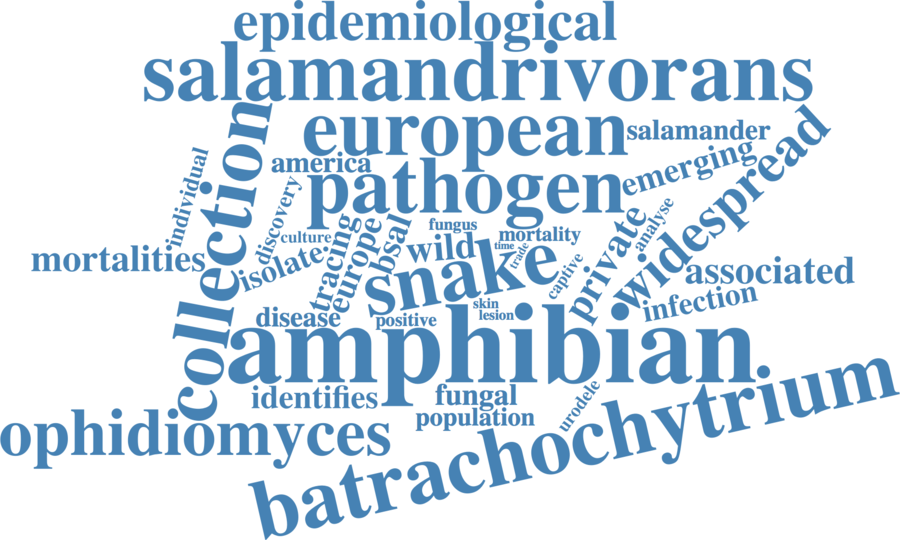 epidemiological
salamandrivorans
european
salamander
collection
america
pathogen
emerging
widespread
individual
discovery
culture
tracing
europe
bsal
fungus
wild
mortality
time
trade
private
analyse
mortalities
isolate
snake
captive
associated
infection
skin
lesion
disease
positive
amphibian
identifies
fungal
population
urodele
ophidiomyces
batrachochytrium